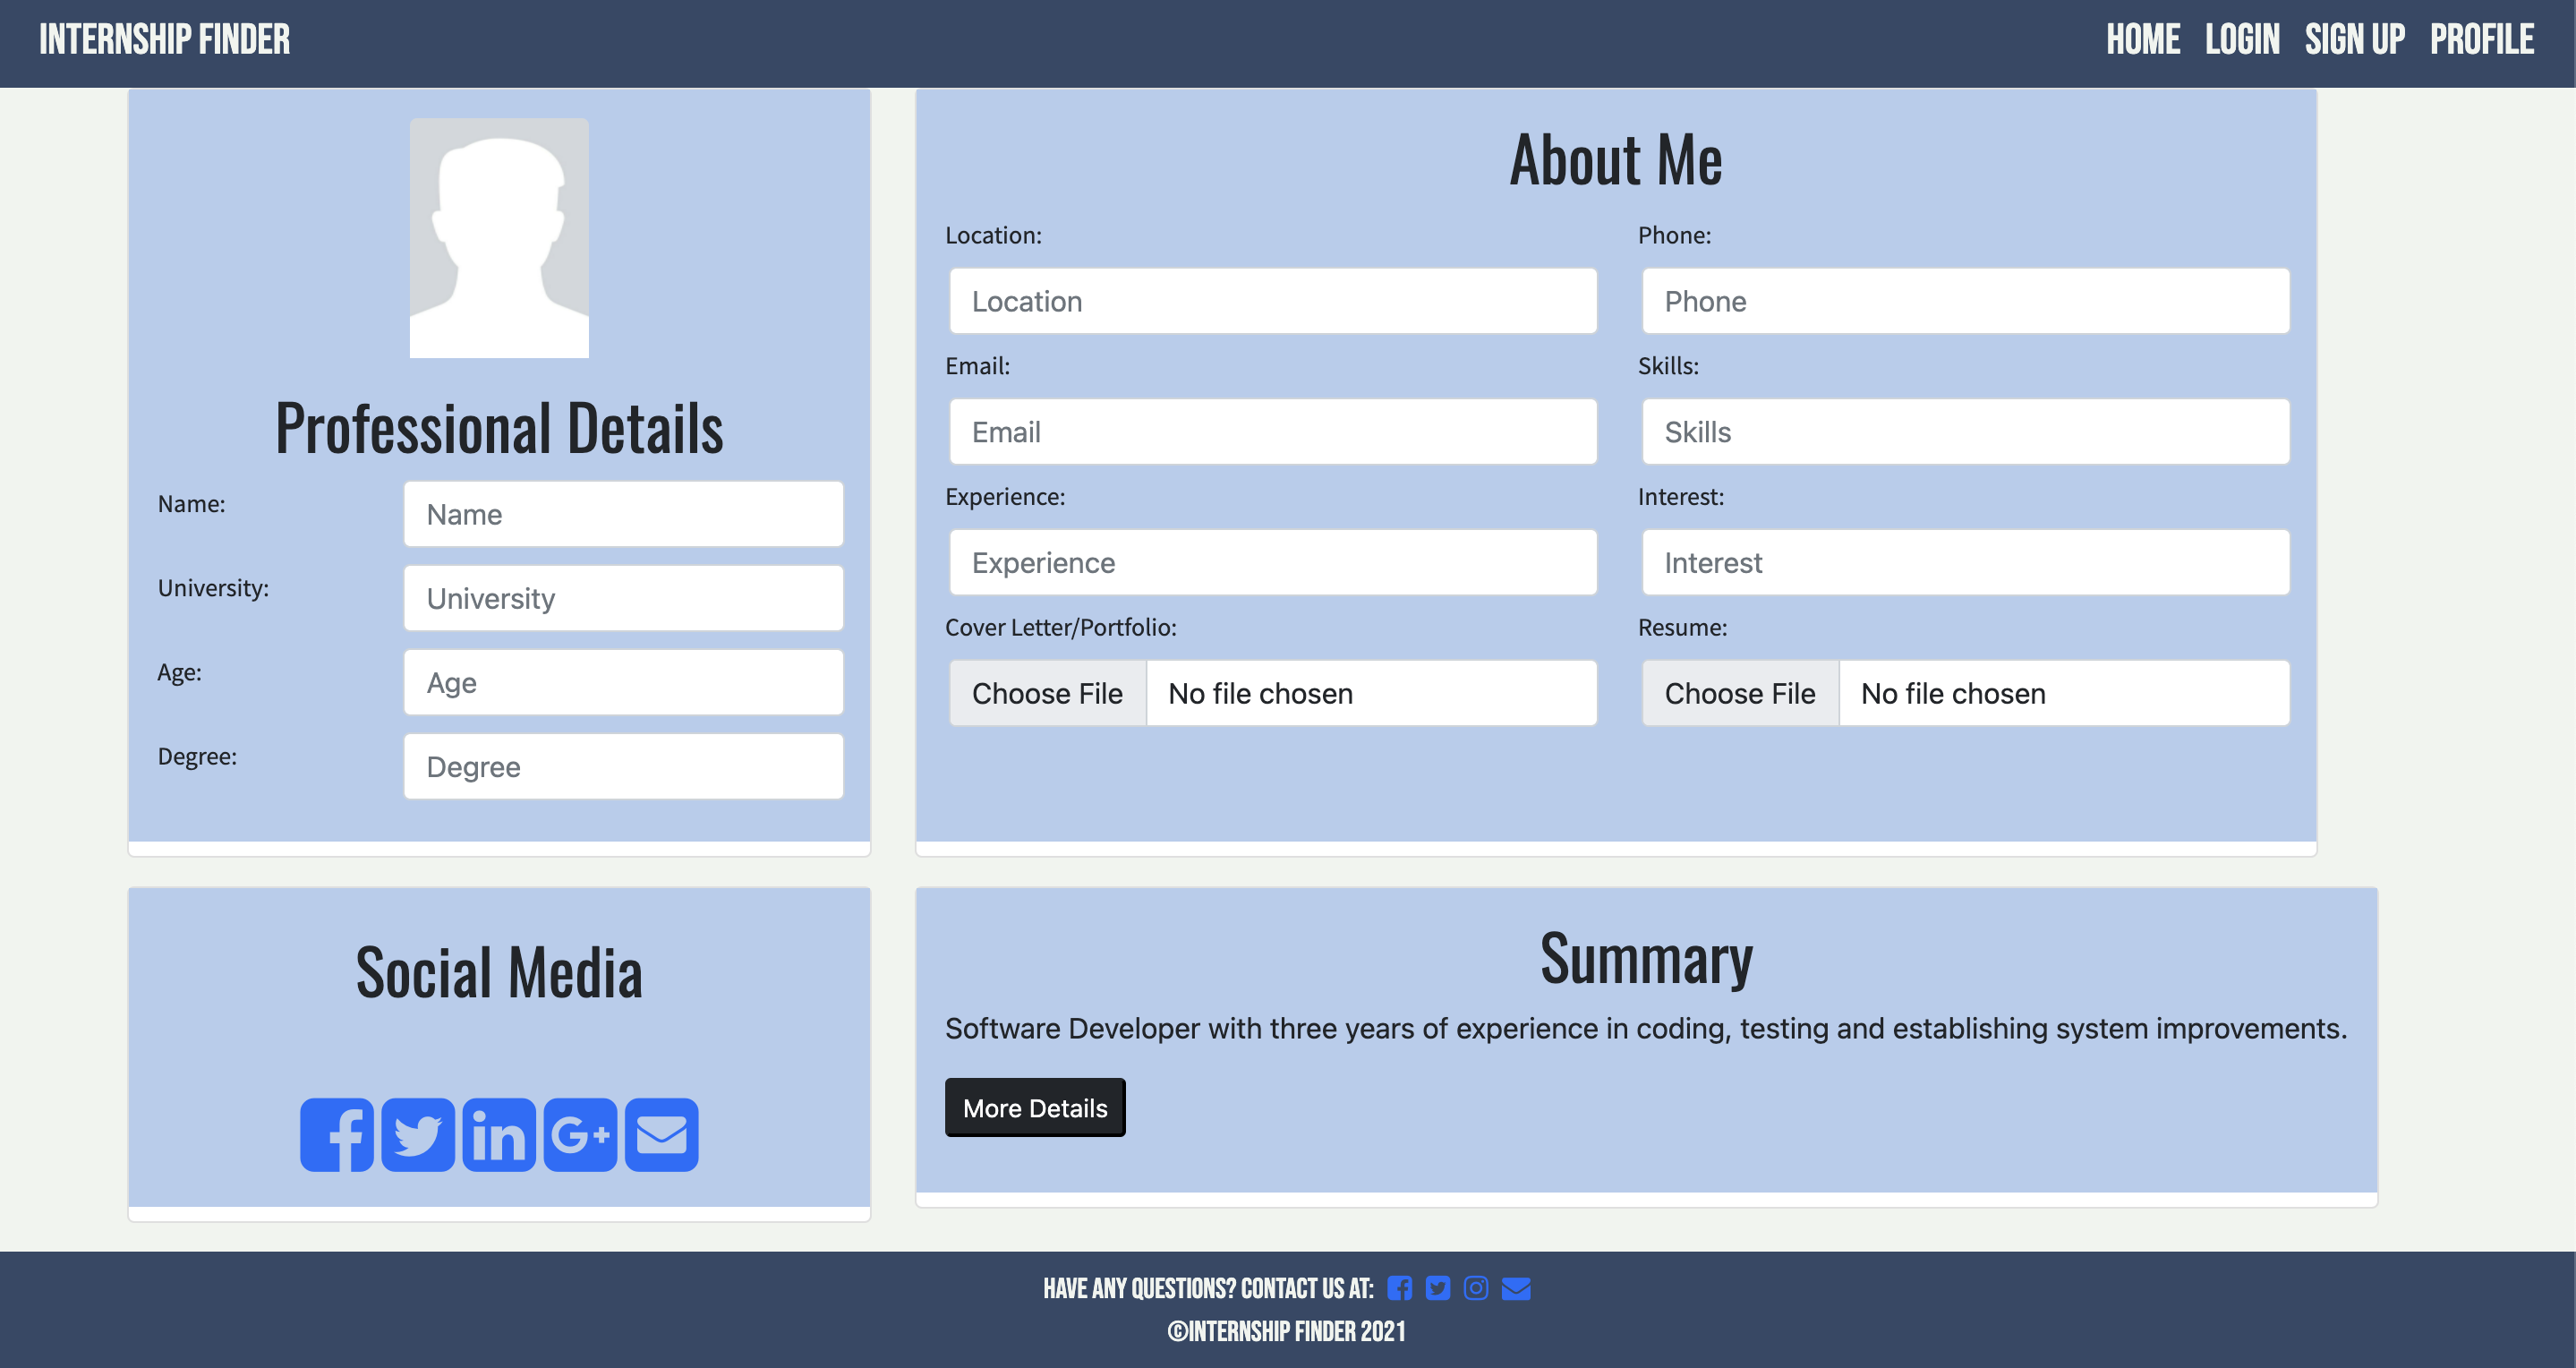 INTERNSHIP FINDER
HOME LOGIN SIGN UP PROFILE
Professional Details
Name:
Name
University:
University
Age:
Age
Degree:
Degree
About Me
Location:
Phone:
Location
Phone
Email:
Skills:
Email
Skills
Experience:
Interest:
Experience
Interest
Cover Letter/Portfolio:
Resume:
Choose File No file chosen
Choose File No file chosen
Social Media
f in G+
Summary
Software Developer with three years of experience in coding, testing and establishing system improvements.
More Details
HAVE ANY QUESTIONS? CONTACT US AT:
©INTERNSHIP FINDER 2021